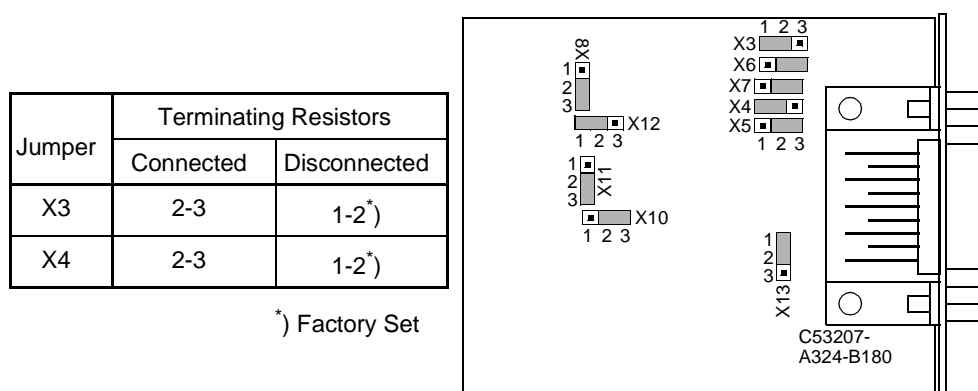 Jumper
Terminating Resistors
Connected
Disconnected
X3
2-3
1-2*)
X4
2-3
1-2*)
*) Factory Set
1 2 3
X3
X6
X7
X4
X5
1 2 3
X8
1
2
3
X12
1 2 3
1
2
3
X11
X10
1 2 3
1
2
3
X13
C53207-
A324-B180